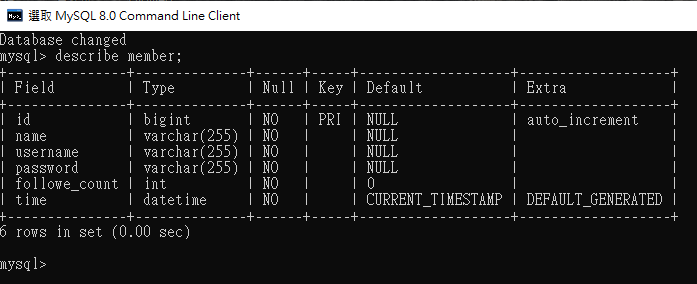 選取 MySQL 8.0 Command Line Client
Database changed
mysql> describe member;
+---------------+--------------+------+-----+-------------------+-------------------+
| Field         | Type         | Null | Key | Default           | Extra             |
+---------------+--------------+------+-----+-------------------+-------------------+
| id            | bigint       | NO   | PRI | NULL              | auto_increment    |
| name          | varchar(255) | NO   |     | NULL              |                   |
| username      | varchar(255) | NO   |     | NULL              |                   |
| password      | varchar(255) | NO   |     | NULL              |                   |
| followe_count | int          | NO   |     | 0                 |                   |
| time          | datetime     | NO   |     | CURRENT_TIMESTAMP | DEFAULT_GENERATED |
+---------------+--------------+------+-----+-------------------+-------------------+
6 rows in set (0.00 sec)
mysql>